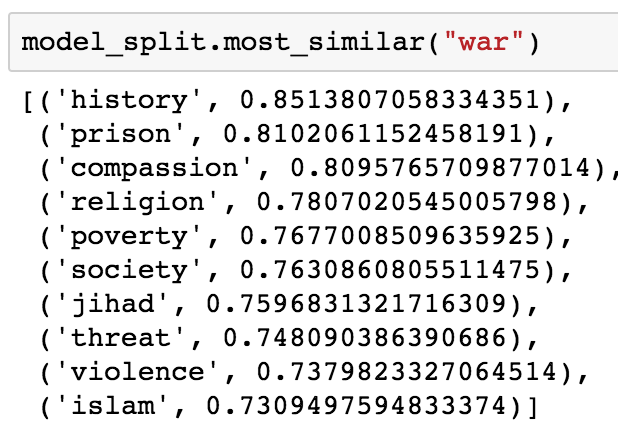 model_split.most_similar("war")
[('history', 0.8513807058334351),
('prison', 0.8102061152458191),
('compassion', 0.8095765709877014),
('religion', 0.7807020545005798),
('poverty', 0.7677008509635925),
('society', 0.7630860805511475),
('jihad', 0.7596831321716309),
('threat', 0.748090386390686),
('violence', 0.7379823327064514),
('islam', 0.7309497594833374)]